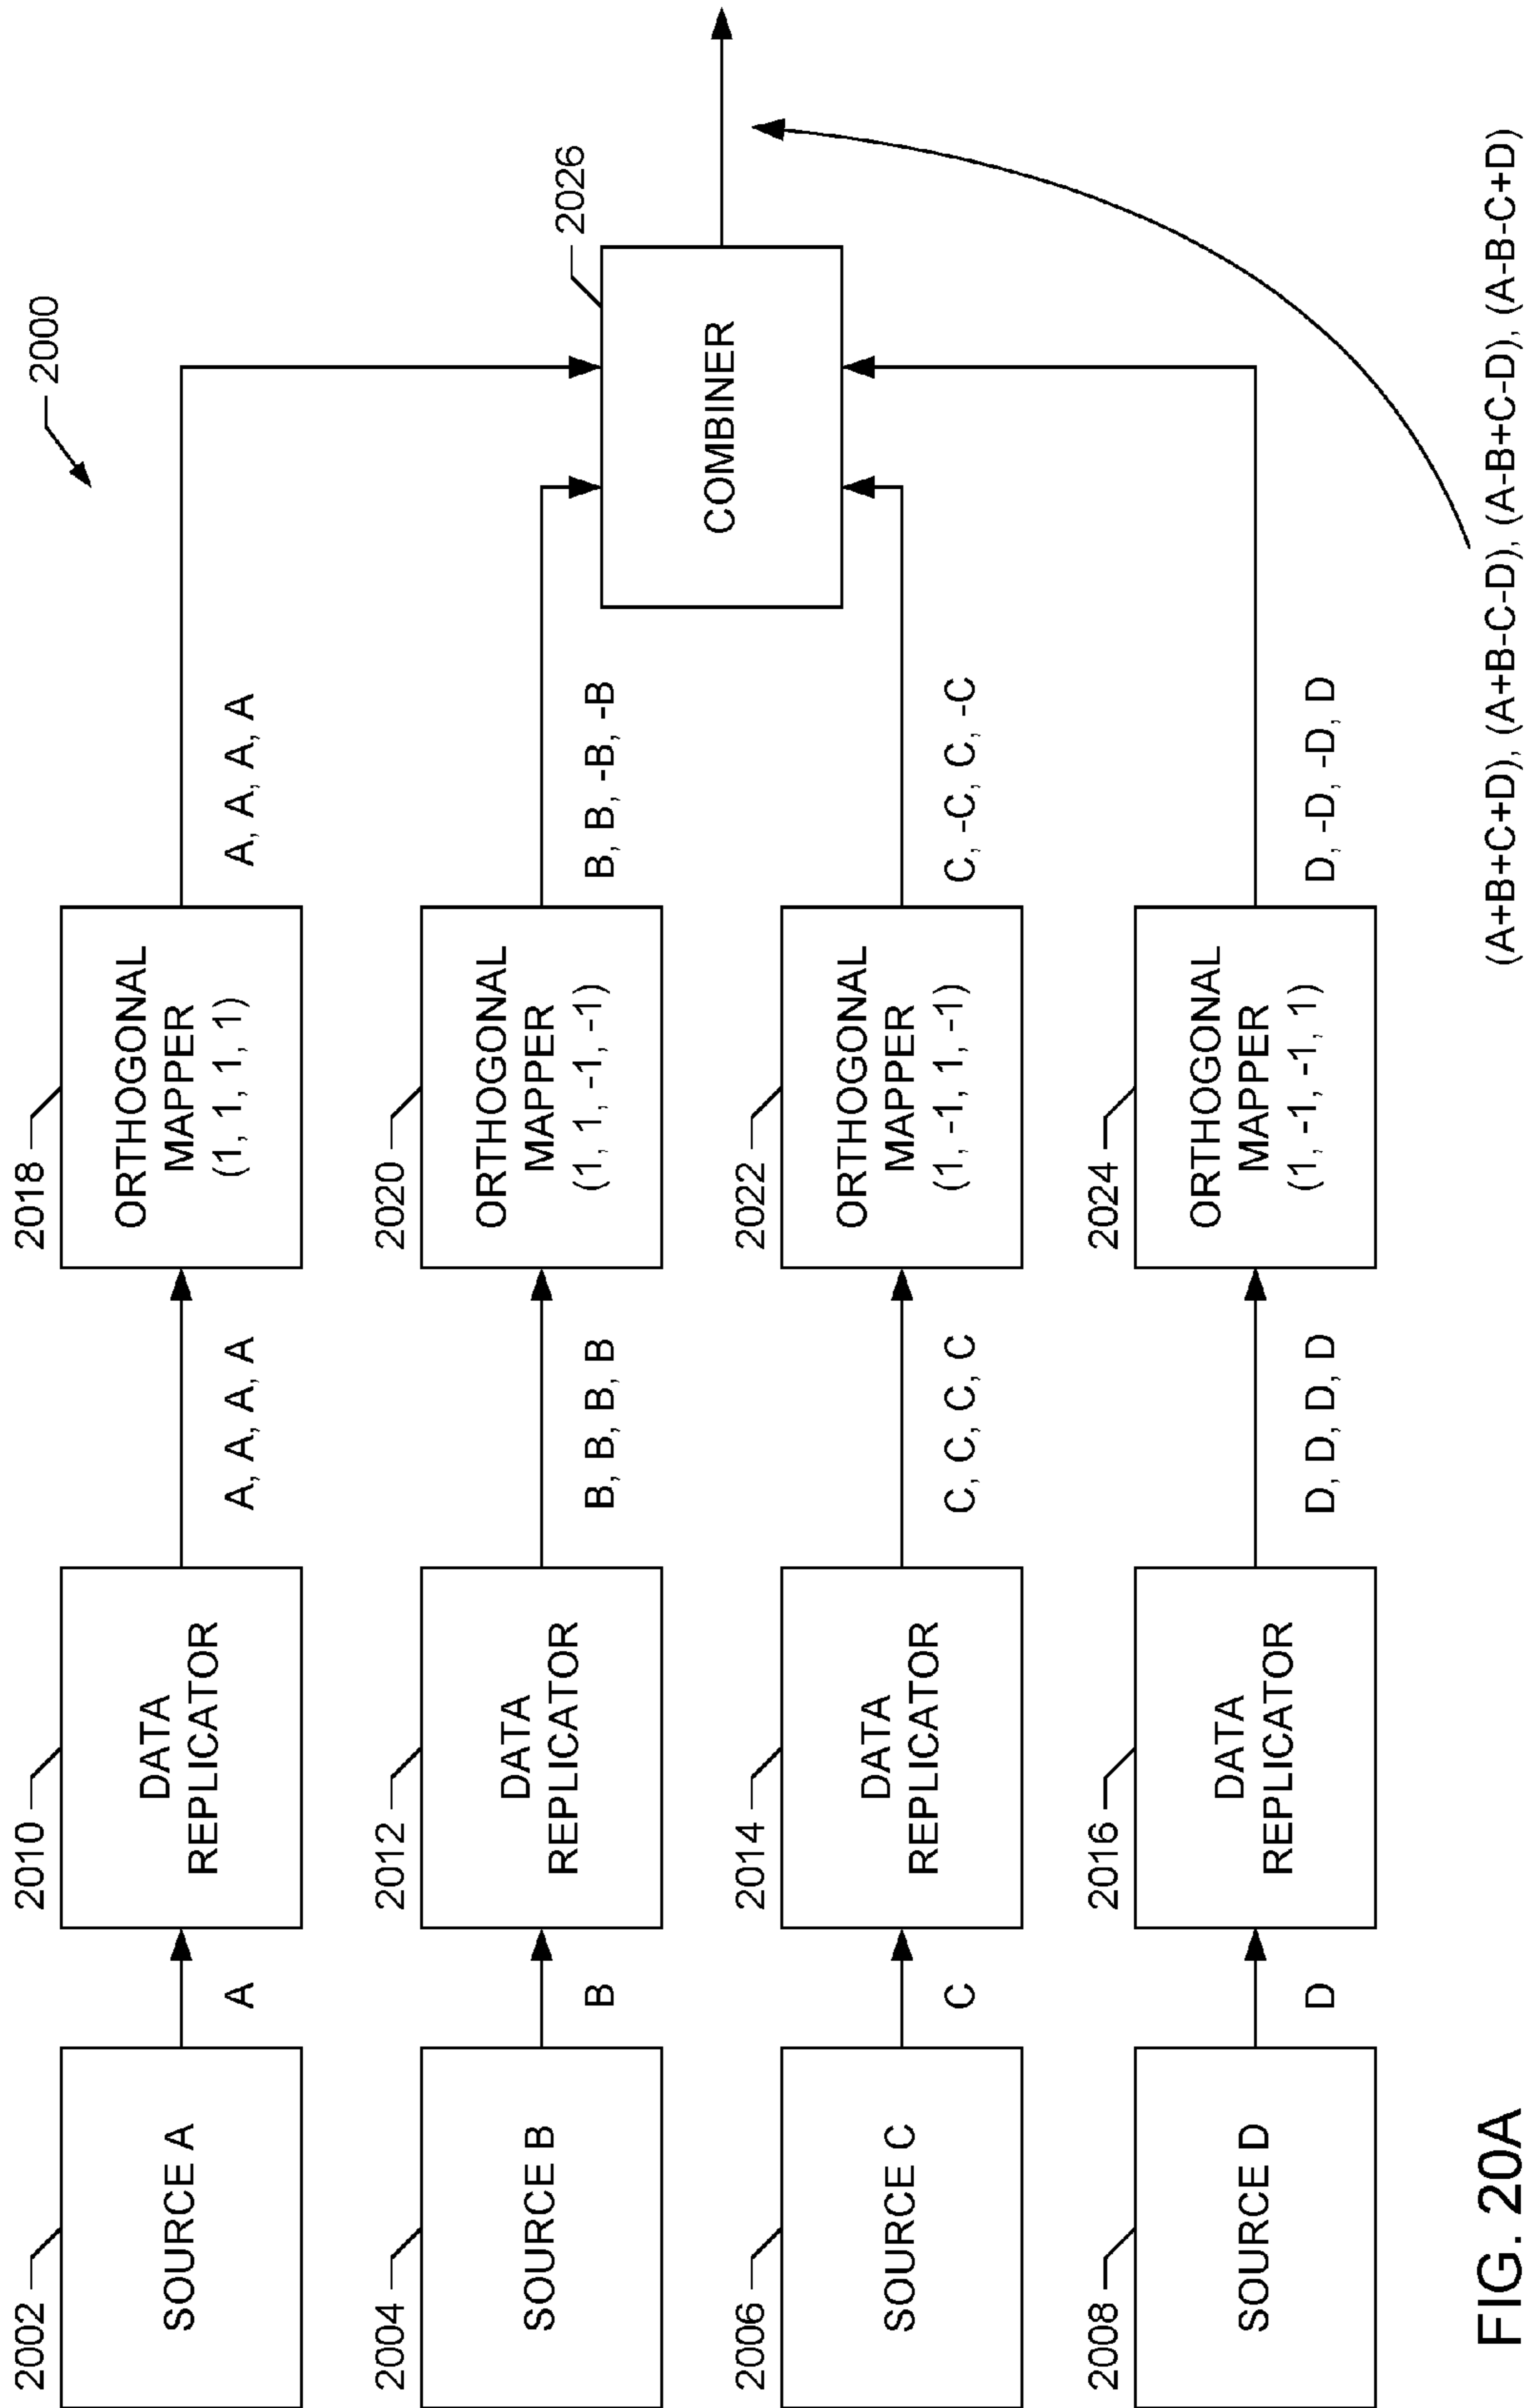 2000
2002
SOURCE A
A
2010
DATA
REPLICATOR
A, A, A, A
2018
ORTHOGONAL
MAPPER
(1, 1, 1, 1)
A, A, A, A
2004
SOURCE B
B
2012
DATA
REPLICATOR
B, B, B, B
2020
ORTHOGONAL
MAPPER
(1, 1, -1, -1)
B, B, -B, -B
2026
COMBINER
2006
SOURCE C
C
2014
DATA
REPLICATOR
C, C, C, C
2022
ORTHOGONAL
MAPPER
(1, -1, 1, -1)
C, -C, C, -C
2008
SOURCE D
D
2016
DATA
REPLICATOR
D, D, D, D
2024
ORTHOGONAL
MAPPER
(1, -1, -1, 1)
D, -D, -D, D
(A+B+C+D), (A+B-C-D), (A-B+C-D), (A-B-C+D)
FIG. 20A